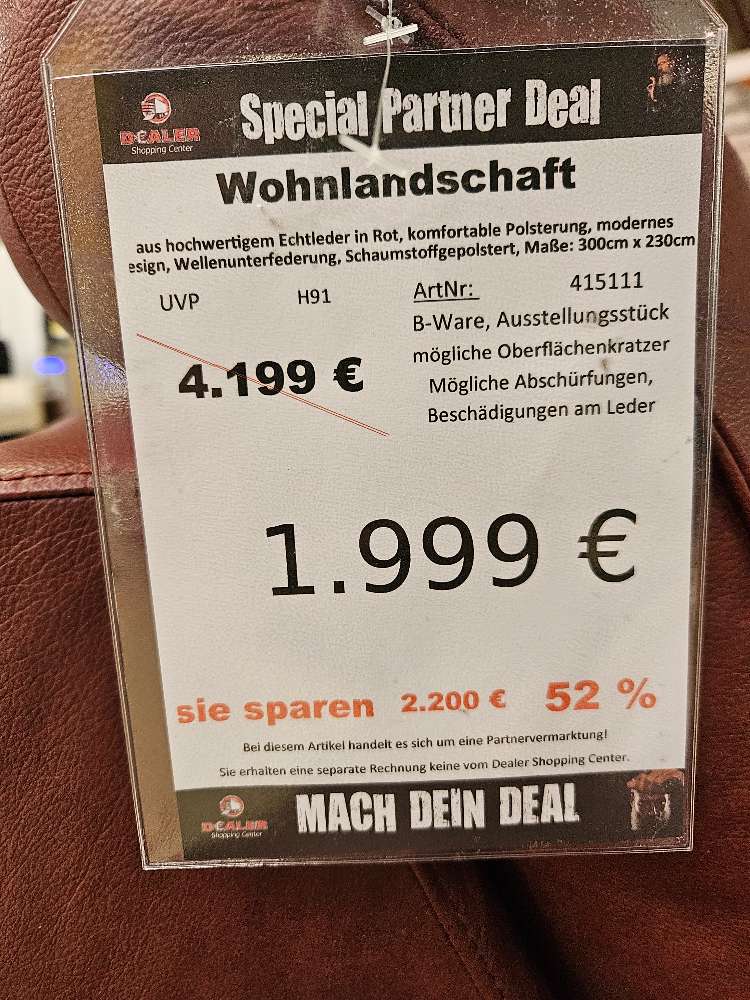 DEALER
Shopping Center
Special Partner Deal
Wohnlandschaft
aus hochwertigem Echtleder in Rot, komfortable Polsterung, modernes
esign, Wellenunterfederung, Schaumstoffgepolstert, Maße: 300cm x 230cm
UVP H91 ArtNr: 415111
B-Ware, Ausstellungsstück
mögliche Oberflächenkratzer
4.199 €
Mögliche Abschürfungen,
Beschädigungen am Leder
1.999 €
sie sparen 2.200 € 52 %
Bei diesem Artikel handelt es sich um eine Partnervermarktung!
Sie erhalten eine separate Rechnung keine vom Dealer Shopping Center.
DEALER
Shopping Center
MACH DEIN DEAL